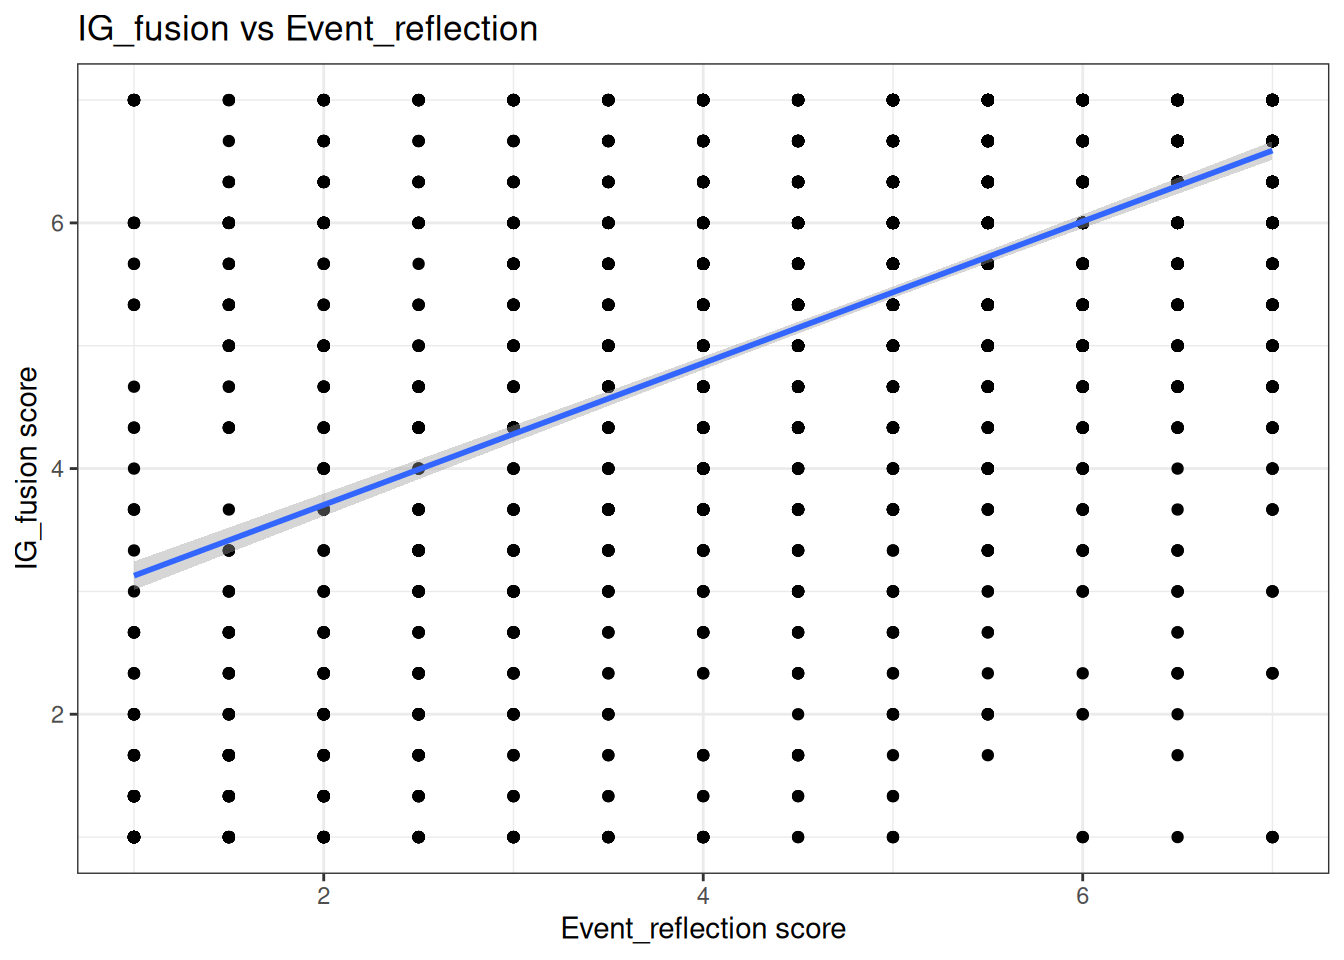 IG_fusion vs Event_reflection
6
4
2
IG_fusion score
2 4 6
Event_reflection score